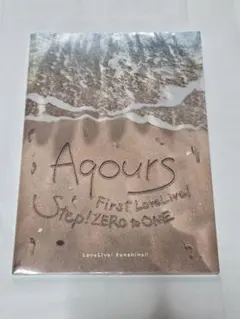 Aqours
First LoveLive!
Step! ZERO to ONE
LoveLive! Sunshine!!